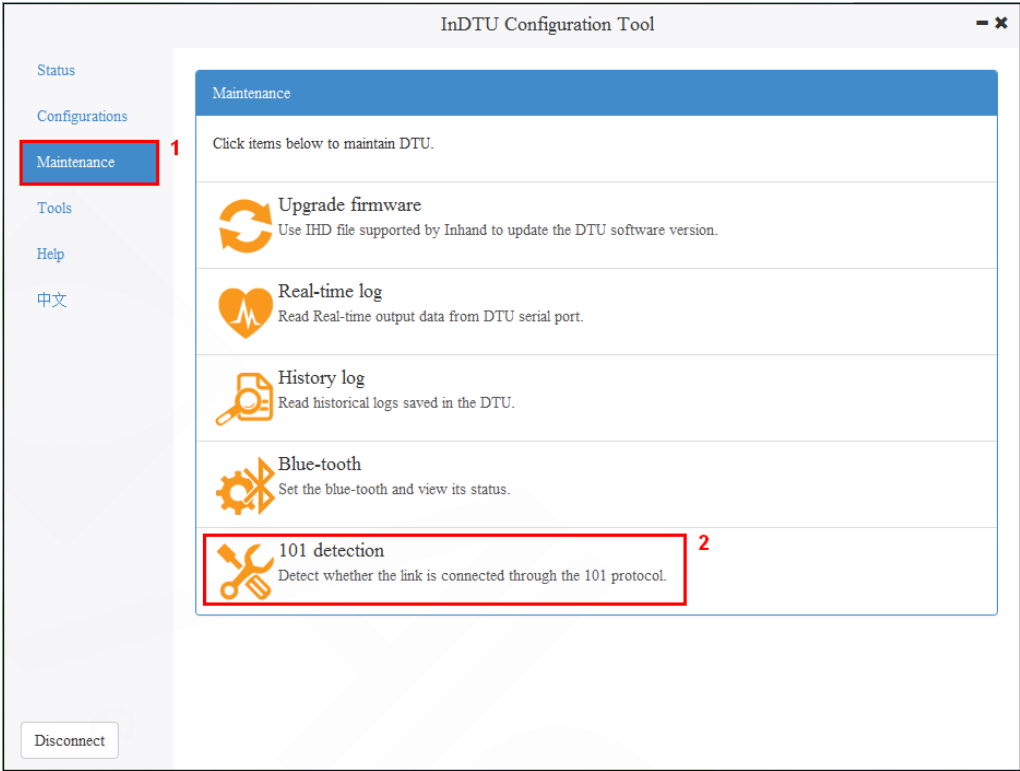 InDTU Configuration Tool
Status
Configurations
Maintenance
1
Tools
Help
中文
Maintenance
Click items below to maintain DTU.
Upgrade firmware
Use IHD file supported by Inhand to update the DTU software version.
Real-time log
Read Real-time output data from DTU serial port.
History log
Read historical logs saved in the DTU.
Blue-tooth
Set the blue-tooth and view its status.
101 detection
2
Detect whether the link is connected through the 101 protocol.
Disconnect